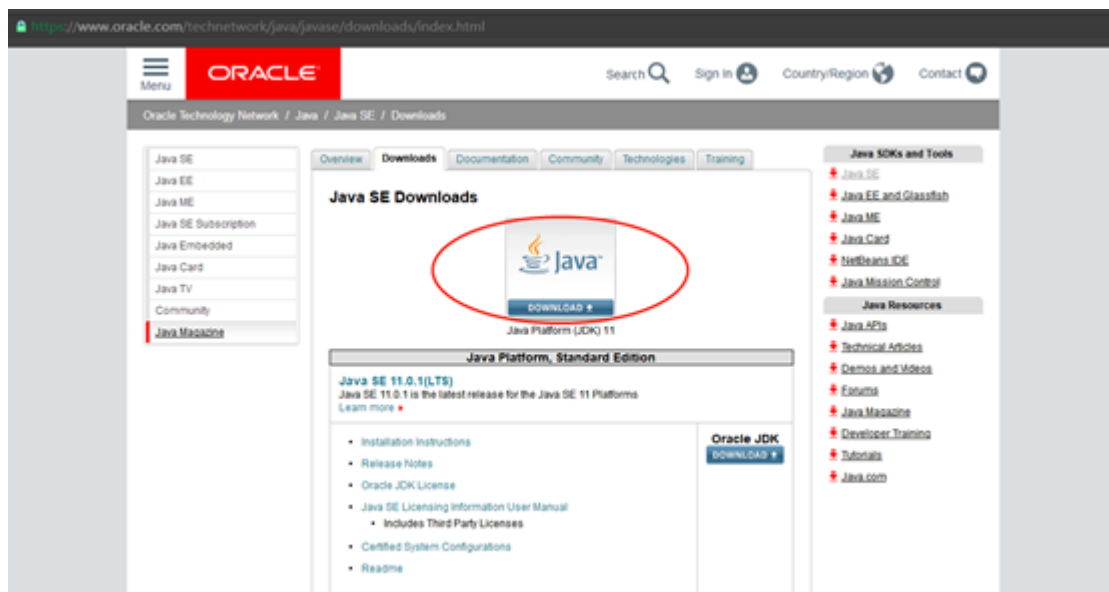 https://www.oracle.com/technetwork/java/javase/downloads/index.html
Menu
ORACLE
Search
Sign In
Country/Region
Contact
Oracle Technology Network / Java / Java SE / Downloads
Java SE
Java EE
Java ME
Java SE Subscription
Java Embedded
Java Card
Java TV
Community
Java Magazine
Overview Downloads Documentation Community Technologies Training
Java SE Downloads
Java
DOWNLOAD
Java Platform (JDK) 11
Java Platform, Standard Edition
Java SE 11.0.1(LTS)
Java SE 11.0.1 is the latest release for the Java SE 11 Platforms
Learn more
Installation Instructions
Release Notes
Oracle JDK License
Java SE Licensing Information User Manual
Includes Third Party Licenses
Certified System Configurations
Readme
Oracle JDK
DOWNLOAD
Java SDKs and Tools
Java SE
Java EE and Glassfish
Java ME
Java Card
NetBeans IDE
Java Mission Control
Java Resources
Java APIs
Technical Articles
Demos and Videos
Forums
Java Magazine
Developer Training
Tutorials
Java.com